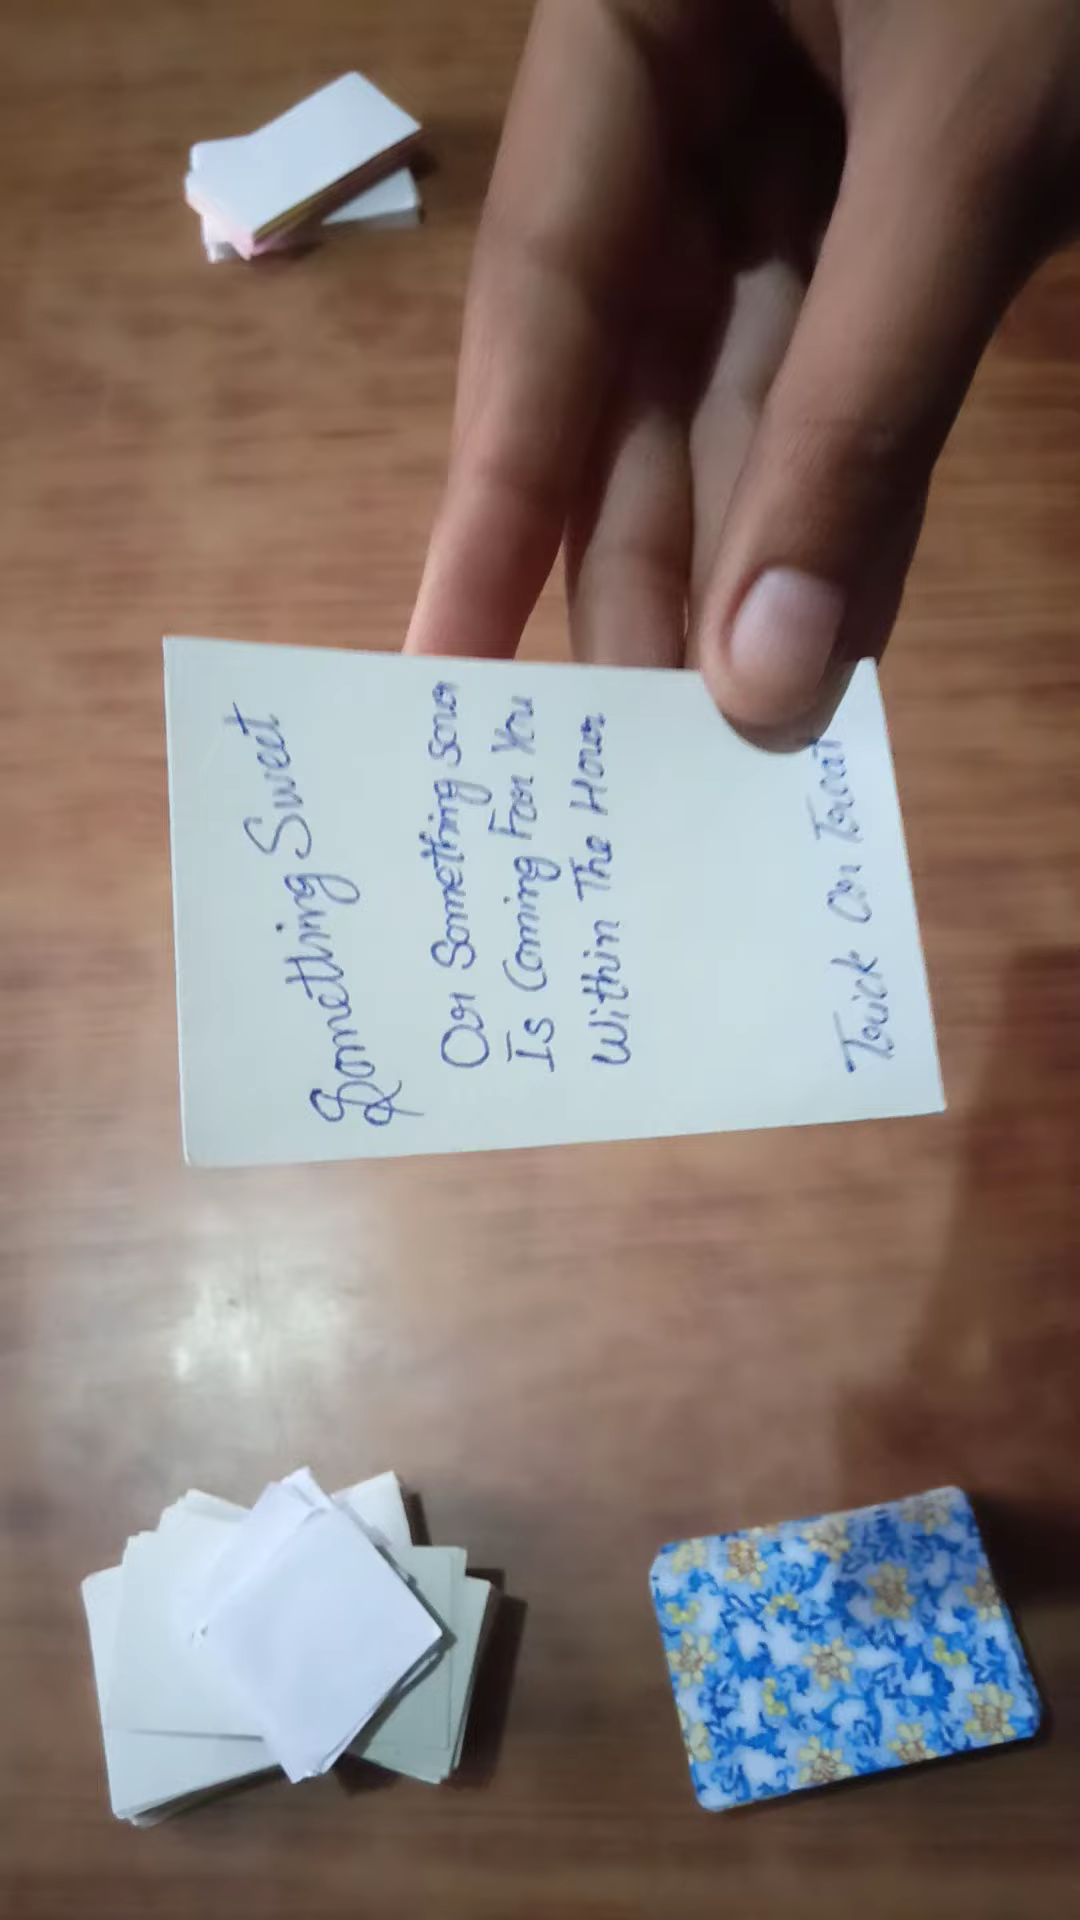 Something Sweet
Or Something sour
Is Coming For You
Within The Hour
Trick Or Treat